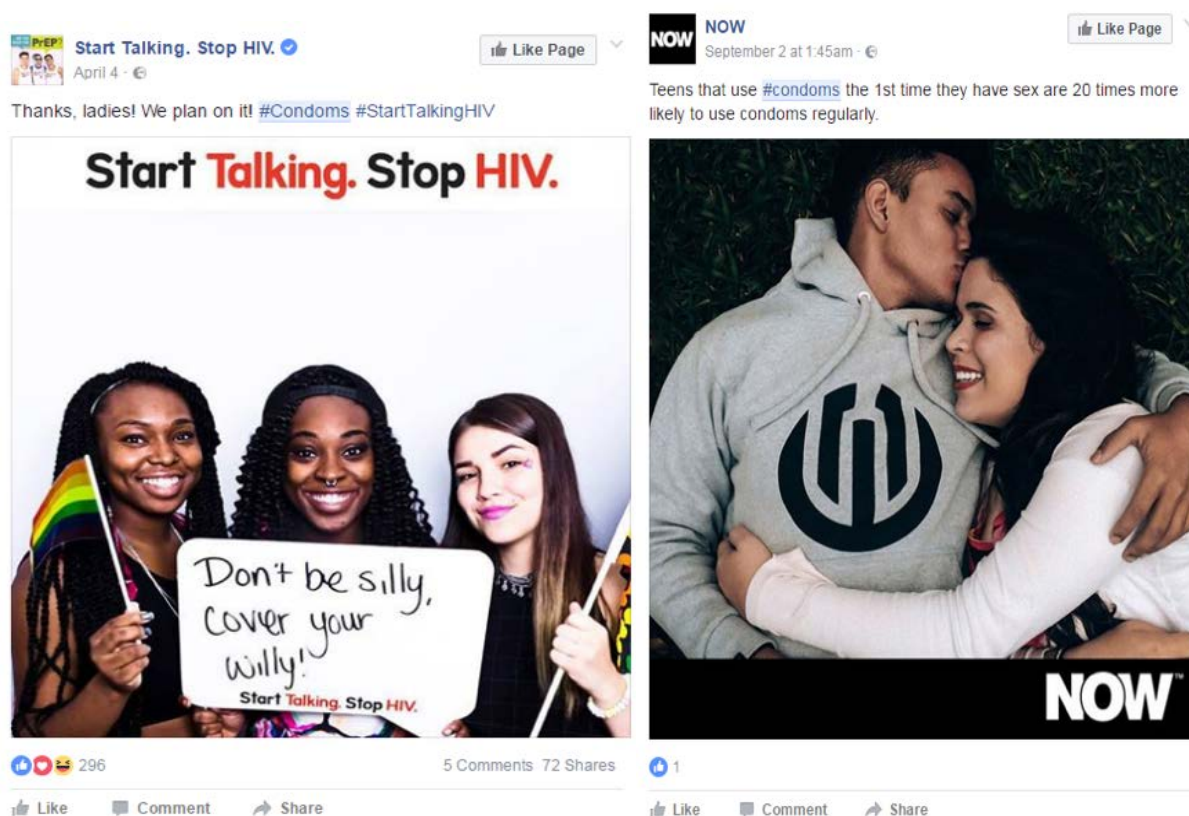 PrEP
Start Talking. Stop HIV.
April 4 ·
Like Page
Thanks, ladies! We plan on it! #Condoms #StartTalkingHIV
Start Talking. Stop HIV.
Don't be silly,
cover your
willy!
Start Talking. Stop HIV.
296
5 Comments 72 Shares
Like Comment Share
NOW
NOW
September 2 at 1:45am ·
Like Page
Teens that use #condoms the 1st time they have sex are 20 times more
likely to use condoms regularly.
NOW™
1
Like Comment Share